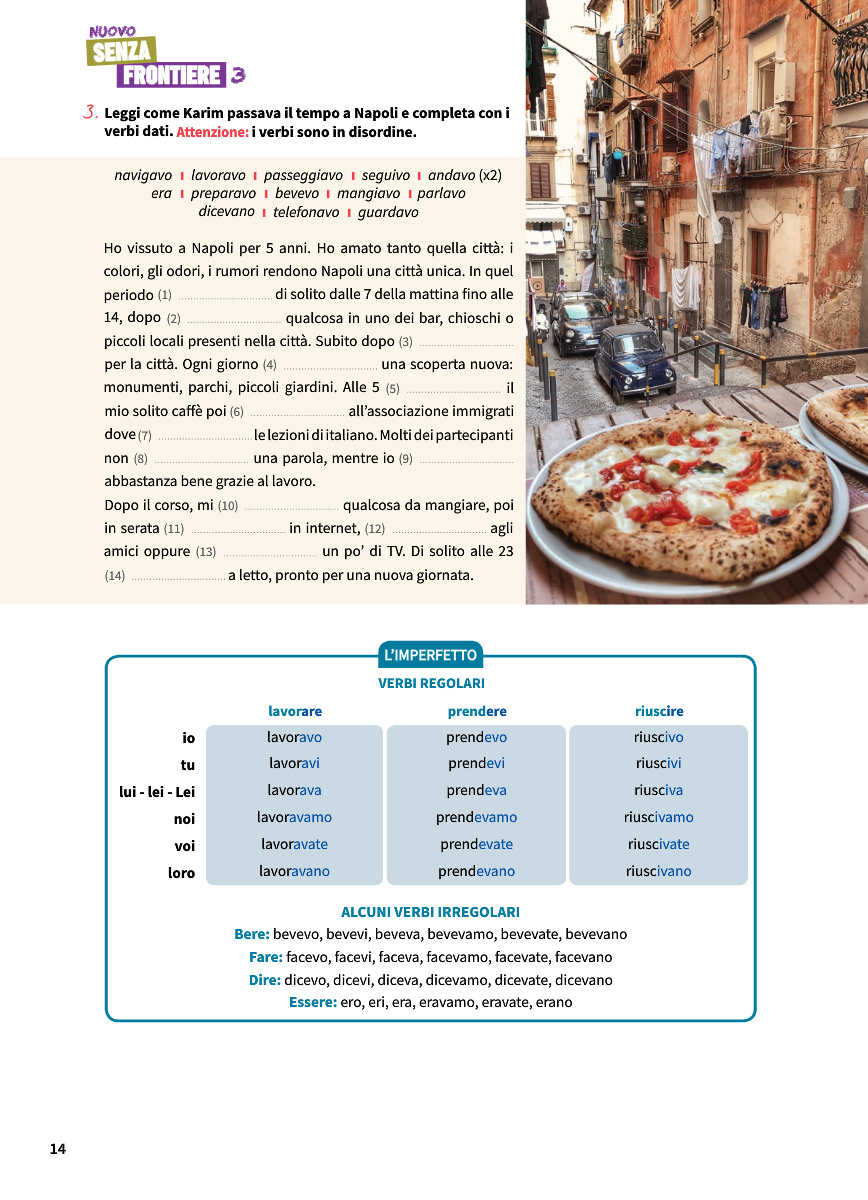 NUOVO
SENZA
FRONTIERE 3
3. Leggi come Karim passava il tempo a Napoli e completa con i
verbi dati. Attenzione: i verbi sono in disordine.
navigavo ı lavoravo ı passeggiavo ı seguivo ı andavo (x2)
era ı preparavo ı bevevo ı mangiavo ı parlavo
dicevano ı telefonavo ı guardavo
Ho vissuto a Napoli per 5 anni. Ho amato tanto quella città: i
colori, gli odori, i rumori rendono Napoli una città unica. In quel
periodo (1) .............................. di solito dalle 7 della mattina fino alle
14, dopo (2) .............................. qualcosa in uno dei bar, chioschi o
piccoli locali presenti nella città. Subito dopo (3) ..............................
per la città. Ogni giorno (4) .............................. una scoperta nuova:
monumenti, parchi, piccoli giardini. Alle 5 (5) .............................. il
mio solito caffè poi (6) .............................. all’associazione immigrati
dove (7) .............................. le lezioni di italiano. Molti dei partecipanti
non (8) .............................. una parola, mentre io (9) ..............................
abbastanza bene grazie al lavoro.
Dopo il corso, mi (10) .............................. qualcosa da mangiare, poi
in serata (11) .............................. in internet, (12) .............................. agli
amici oppure (13) .............................. un po’ di TV. Di solito alle 23
(14) .............................. a letto, pronto per una nuova giornata.
L’IMPERFETTO
VERBI REGOLARI
lavorare prendere riuscire
io lavoravo prendevo riuscivo
tu lavoravi prendevi riuscivi
lui - lei - Lei lavorava prendeva riusciva
noi lavoravamo prendevamo riuscivamo
voi lavoravate prendevate riuscivate
loro lavoravano prendevano riuscivano
ALCUNI VERBI IRREGOLARI
Bere: bevevo, bevevi, beveva, bevevamo, bevevate, bevevano
Fare: facevo, facevi, faceva, facevamo, facevate, facevano
Dire: dicevo, dicevi, diceva, dicevamo, dicevate, dicevano
Essere: ero, eri, era, eravamo, eravate, erano
14